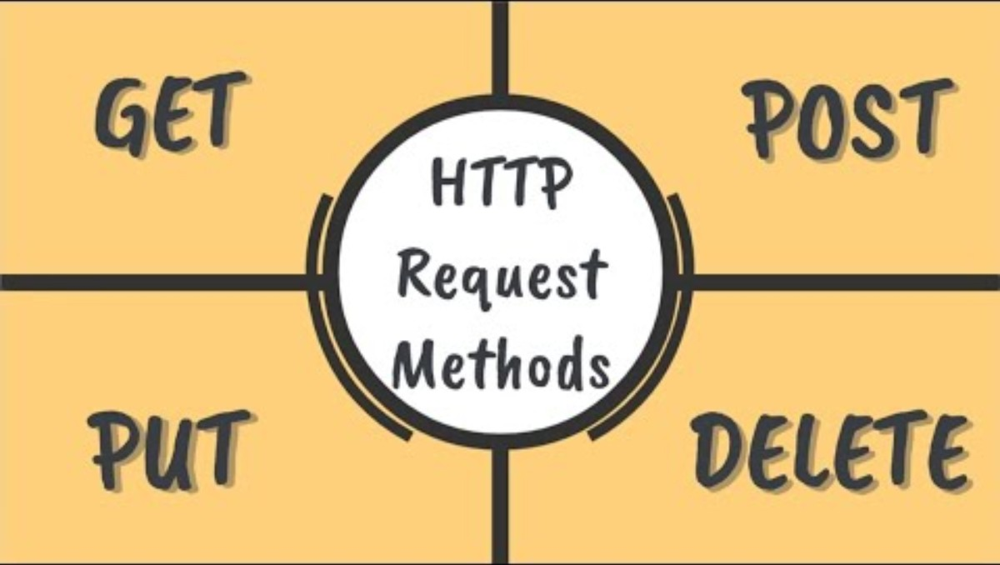 GET
POST
HTTP
Request
Methods
PUT
DELETE